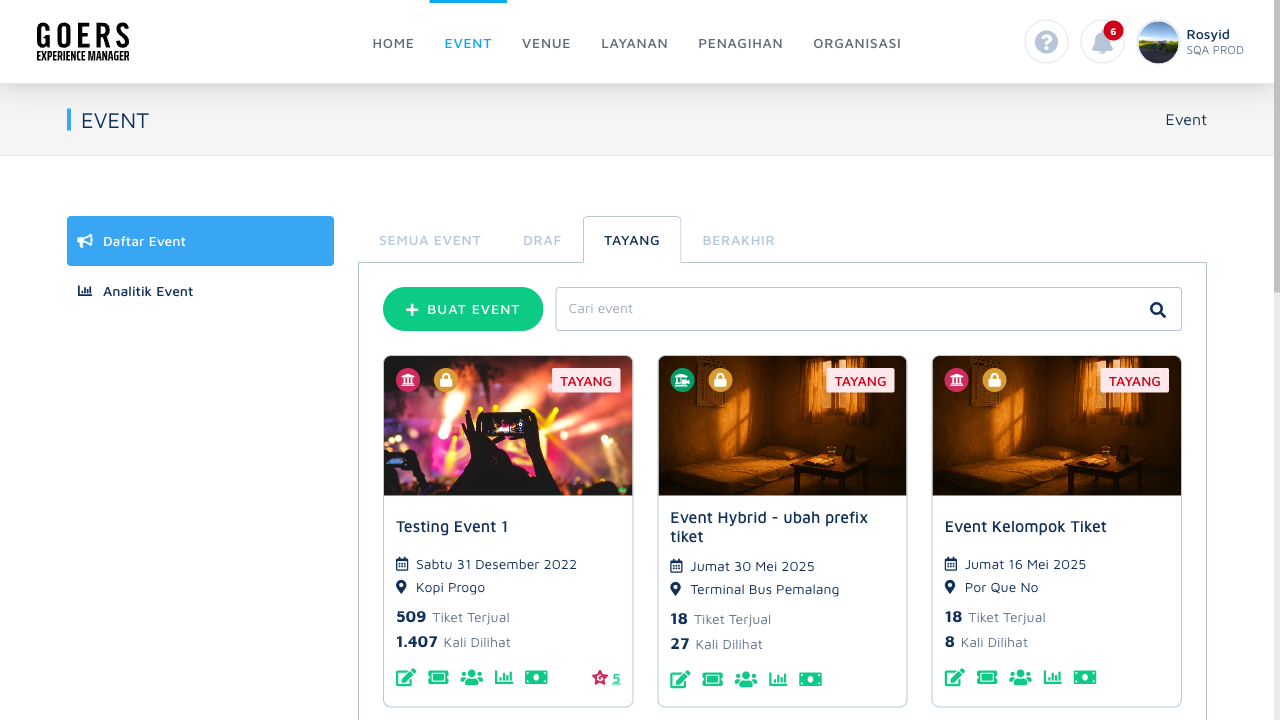 GOERS
EXPERIENCE MANAGER
HOME
EVENT
VENUE
LAYANAN
PENAGIHAN
ORGANISASI
6
Rosyid
SQA PROD
EVENT
Event
Daftar Event
Analitik Event
SEMUA EVENT
DRAF
TAYANG
BERAKHIR
BUAT EVENT
Cari event
TAYANG
Testing Event 1
Sabtu 31 Desember 2022
Kopi Progo
509 Tiket Terjual
1.407 Kali Dilihat
5
TAYANG
Event Hybrid - ubah prefix
tiket
Jumat 30 Mei 2025
Terminal Bus Pemalang
18 Tiket Terjual
27 Kali Dilihat
TAYANG
Event Kelompok Tiket
Jumat 16 Mei 2025
Por Que No
18 Tiket Terjual
8 Kali Dilihat